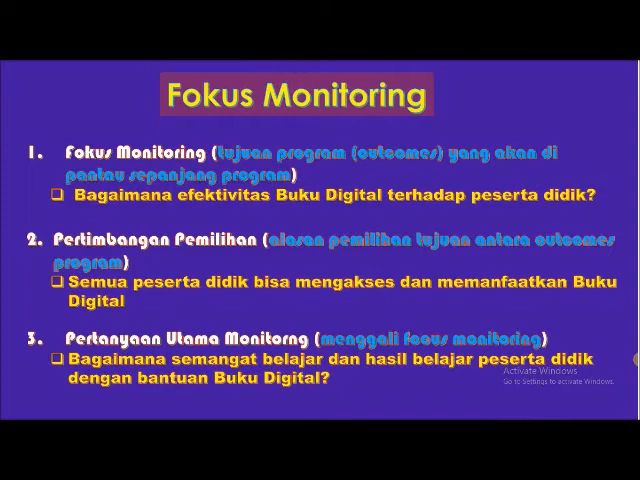 Fokus Monitoring
1. Fokus Monitoring (tujuan program (outcomes) yang akan di
pantau sepanjang program)
❑ Bagaimana efektivitas Buku Digital terhadap peserta didik?
2. Pertimbangan Pemilihan (alasan pemilihan tujuan antara outcomes
program)
❑ Semua peserta didik bisa mengakses dan memanfaatkan Buku
Digital
3. Pertanyaan Utama Monitorng (menggali focus monitoring)
❑ Bagaimana semangat belajar dan hasil belajar peserta didik
dengan bantuan Buku Digital?
Activate Windows
Go to Settings to activate Windows.